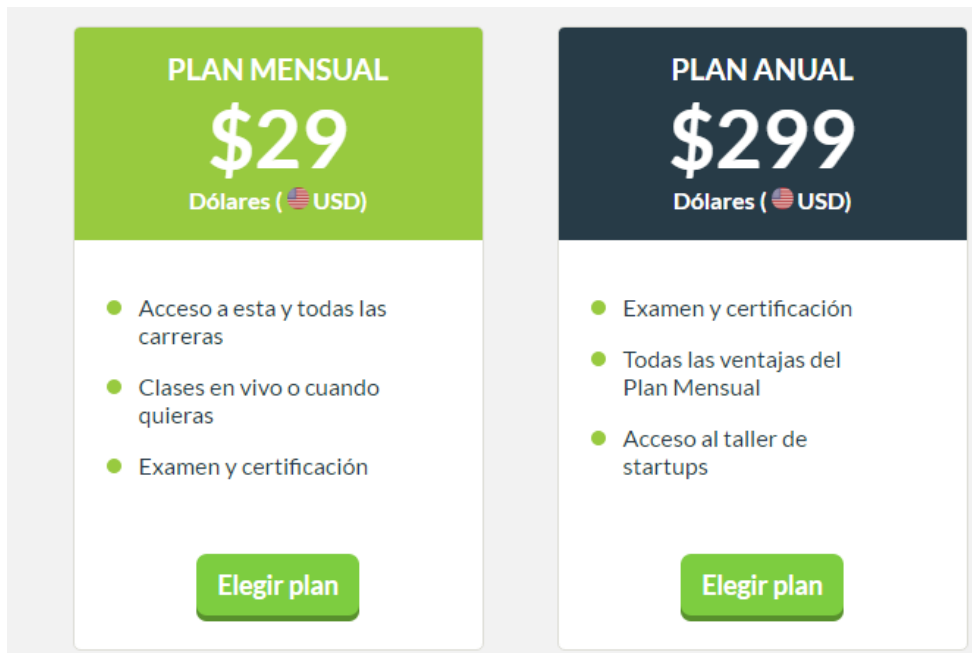 PLAN MENSUAL
$29
Dólares ( USD)
Acceso a esta y todas las
carreras
Clases en vivo o cuando
quieras
Examen y certificación
Elegir plan
PLAN ANUAL
$299
Dólares ( USD)
Examen y certificación
Todas las ventajas del
Plan Mensual
Acceso al taller de
startups
Elegir plan